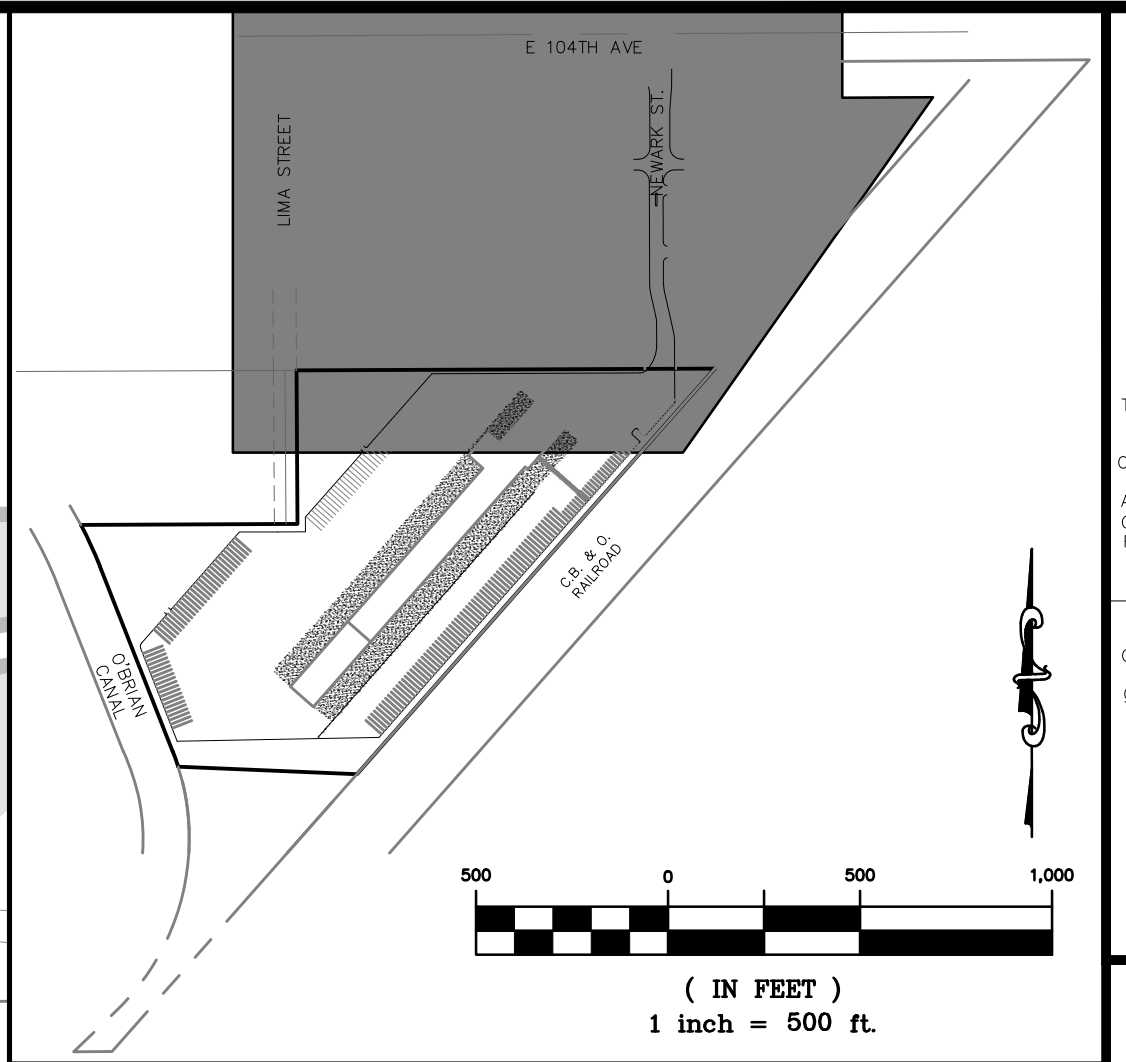 E 104TH AVE
LIMA STREET
NEWARK ST.
C.B. & O.
RAILROAD
O'BRIAN
CANAL
500 0 500 1,000
( IN FEET )
1 inch = 500 ft.